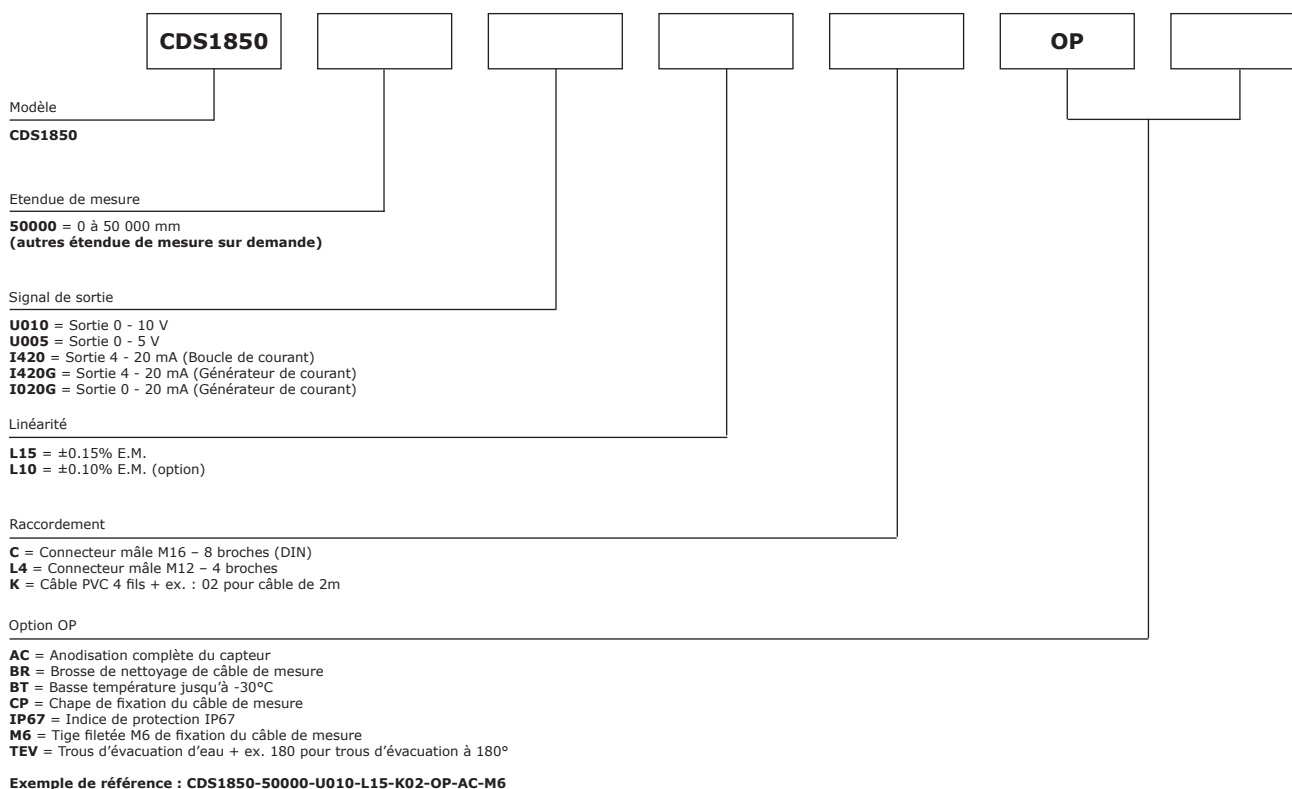 CDS1850
OP
Modèle
CDS1850
Etendue de mesure
50000 = 0 à 50 000 mm
(autres étendue de mesure sur demande)
Signal de sortie
U010 = Sortie 0 - 10 V
U005 = Sortie 0 - 5 V
I420 = Sortie 4 - 20 mA (Boucle de courant)
I420G = Sortie 4 - 20 mA (Générateur de courant)
I020G = Sortie 0 - 20 mA (Générateur de courant)
Linéarité
L15 = ±0.15% E.M.
L10 = ±0.10% E.M. (option)
Raccordement
C = Connecteur mâle M16 – 8 broches (DIN)
L4 = Connecteur mâle M12 – 4 broches
K = Câble PVC 4 fils + ex. : 02 pour câble de 2m
Option OP
AC = Anodisation complète du capteur
BR = Brosse de nettoyage de câble de mesure
BT = Basse température jusqu'à -30°C
CP = Chape de fixation du câble de mesure
IP67 = Indice de protection IP67
M6 = Tige filetée M6 de fixation du câble de mesure
TEV = Trous d'évacuation d'eau + ex. 180 pour trous d'évacuation à 180°
Exemple de référence : CDS1850-50000-U010-L15-K02-OP-AC-M6